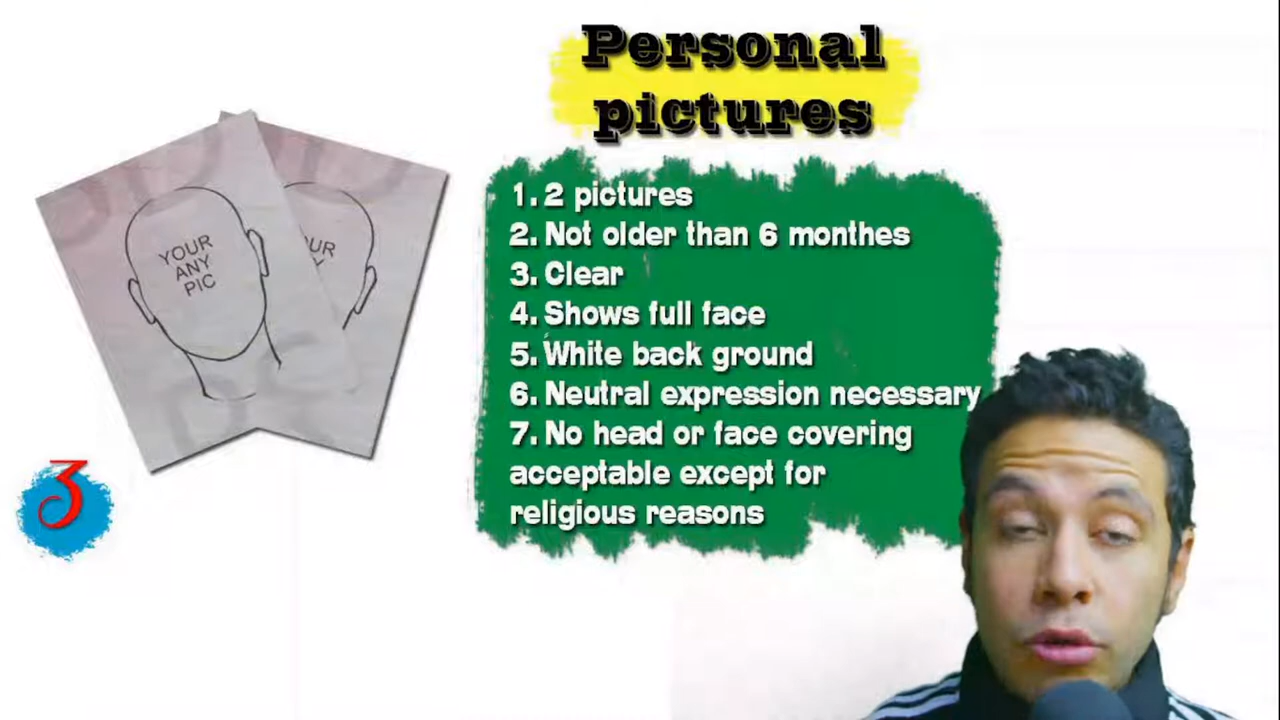 Personal
pictures
1. 2 pictures
2. Not older than 6 monthes
3. Clear
4. Shows full face
5. White back ground
6. Neutral expression necessary
7. No head or face covering
acceptable except for
religious reasons
YOUR
ANY
PIC
UR
3